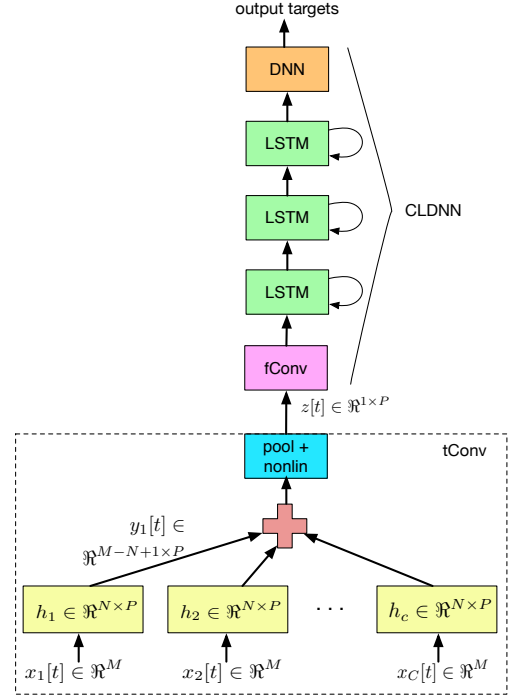 output targets
DNN
LSTM
LSTM
CLDNN
LSTM
fConv
z[t] ∈ ℜ^{1×P}
pool +
nonlin
tConv
y_1[t] ∈
ℜ^{M−N+1×P}
h_1 ∈ ℜ^{N×P}
h_2 ∈ ℜ^{N×P}
· · ·
h_c ∈ ℜ^{N×P}
x_1[t] ∈ ℜ^M
x_2[t] ∈ ℜ^M
x_C[t] ∈ ℜ^M